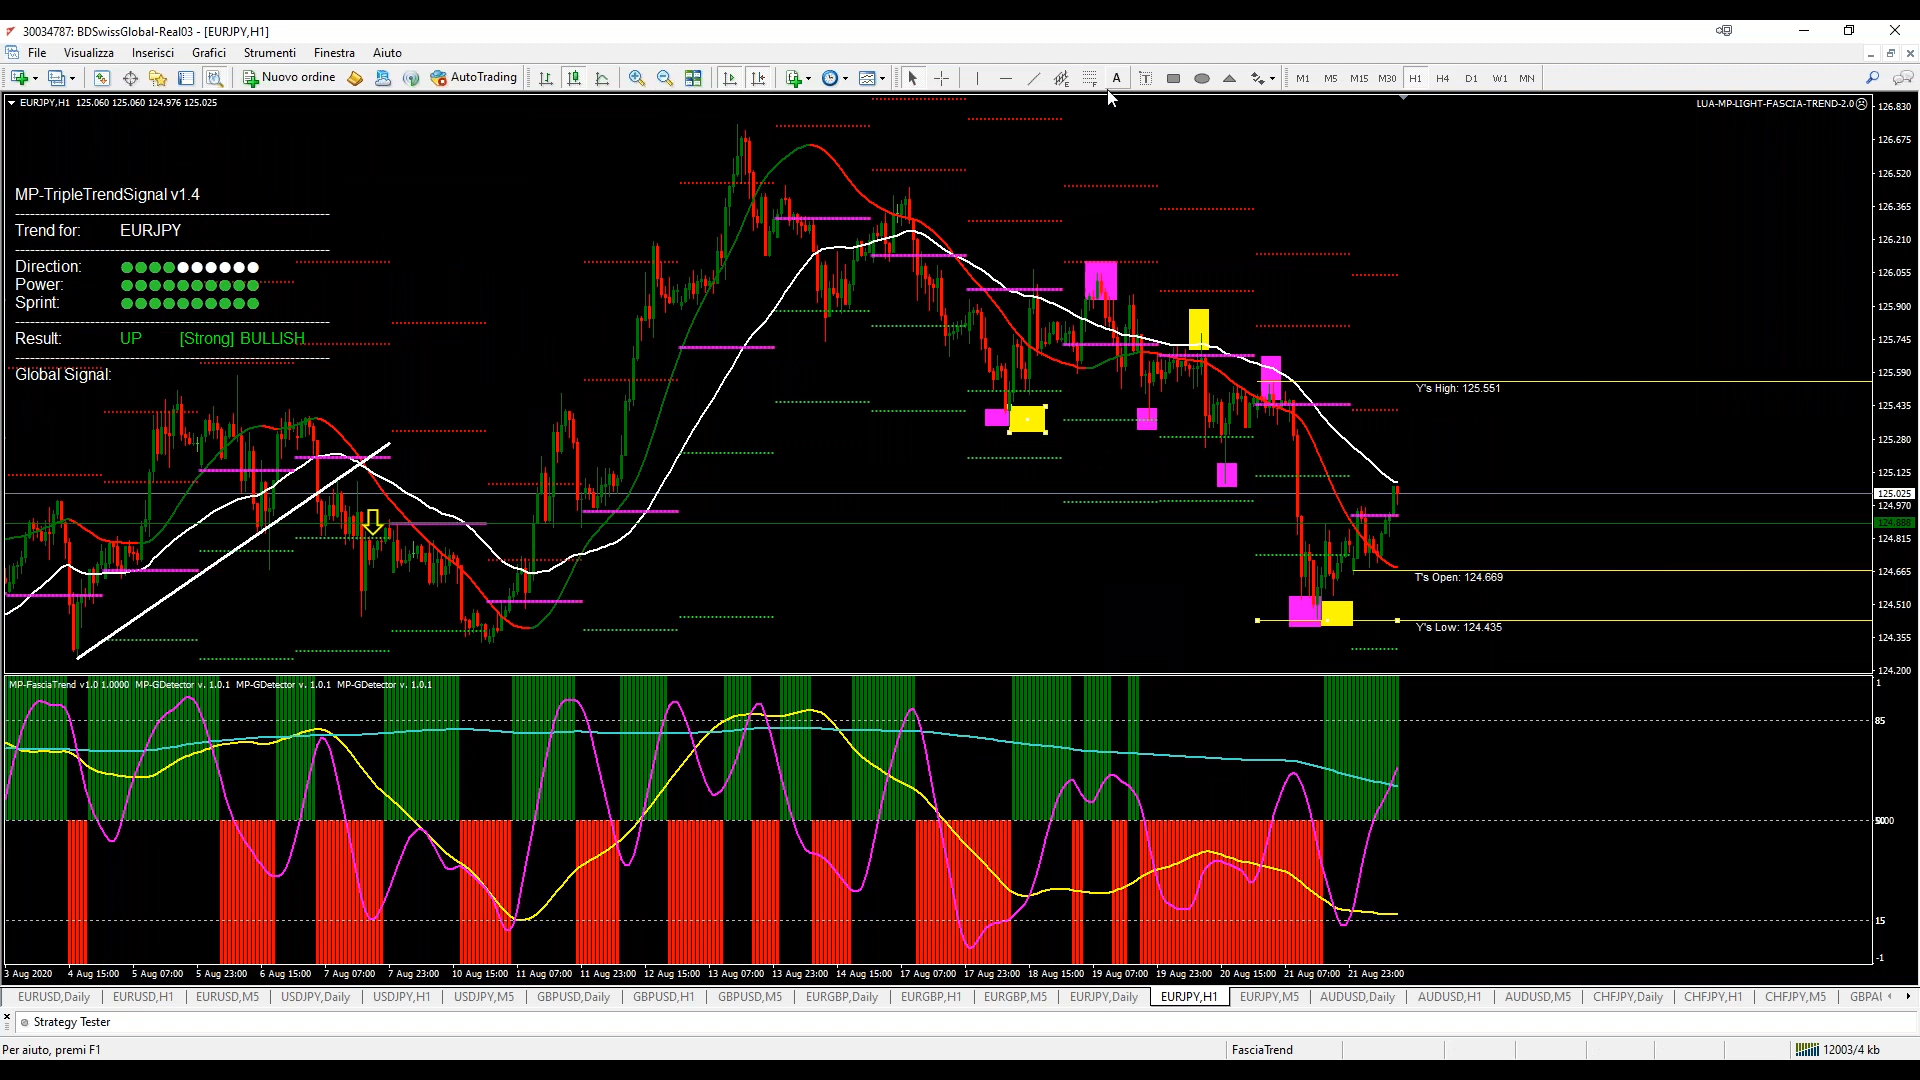 30034787: BDSwissGlobal-Real03 - [EURJPY,H1]
File Visualizza Inserisci Grafici Strumenti Finestra Aiuto
Nuovo ordine AutoTrading A T M1 M5 M15 M30 H1 H4 D1 W1 MN
EURJPY,H1 125.060 125.060 124.976 125.025
LUA-MP-LIGHT-FASCIA-TREND-2.0
MP-TripleTrendSignal v1.4
Trend for: EURJPY
Direction:
Power:
Sprint:
Result: UP [Strong] BULLISH
Global Signal:
Y's High: 125.551
T's Open: 124.669
Y's Low: 124.435
126.830
126.675
126.520
126.365
126.210
126.055
125.900
125.745
125.590
125.435
125.280
125.125
125.025
124.970
124.888
124.815
124.665
124.510
124.355
124.200
MP-FasciaTrend v1.0 1.0000 MP-GDetector v. 1.0.1 MP-GDetector v. 1.0.1 MP-GDetector v. 1.0.1
1
85
15
-1
3 Aug 2020 4 Aug 15:00 5 Aug 07:00 5 Aug 23:00 6 Aug 15:00 7 Aug 07:00 7 Aug 23:00 10 Aug 15:00 11 Aug 07:00 11 Aug 23:00 12 Aug 15:00 13 Aug 07:00 13 Aug 23:00 14 Aug 15:00 17 Aug 07:00 17 Aug 23:00 18 Aug 15:00 19 Aug 07:00 19 Aug 23:00 20 Aug 15:00 21 Aug 07:00 21 Aug 23:00
EURUSD,Daily EURUSD,H1 EURUSD,M5 USDJPY,Daily USDJPY,H1 USDJPY,M5 GBPUSD,Daily GBPUSD,H1 GBPUSD,M5 EURGBP,Daily EURGBP,H1 EURGBP,M5 EURJPY,Daily EURJPY,H1 EURJPY,M5 AUDUSD,Daily AUDUSD,H1 AUDUSD,M5 CHFJPY,Daily CHFJPY,H1 CHFJPY,M5
Strategy Tester
Per aiuto, premi F1
FasciaTrend
12003/4 kb